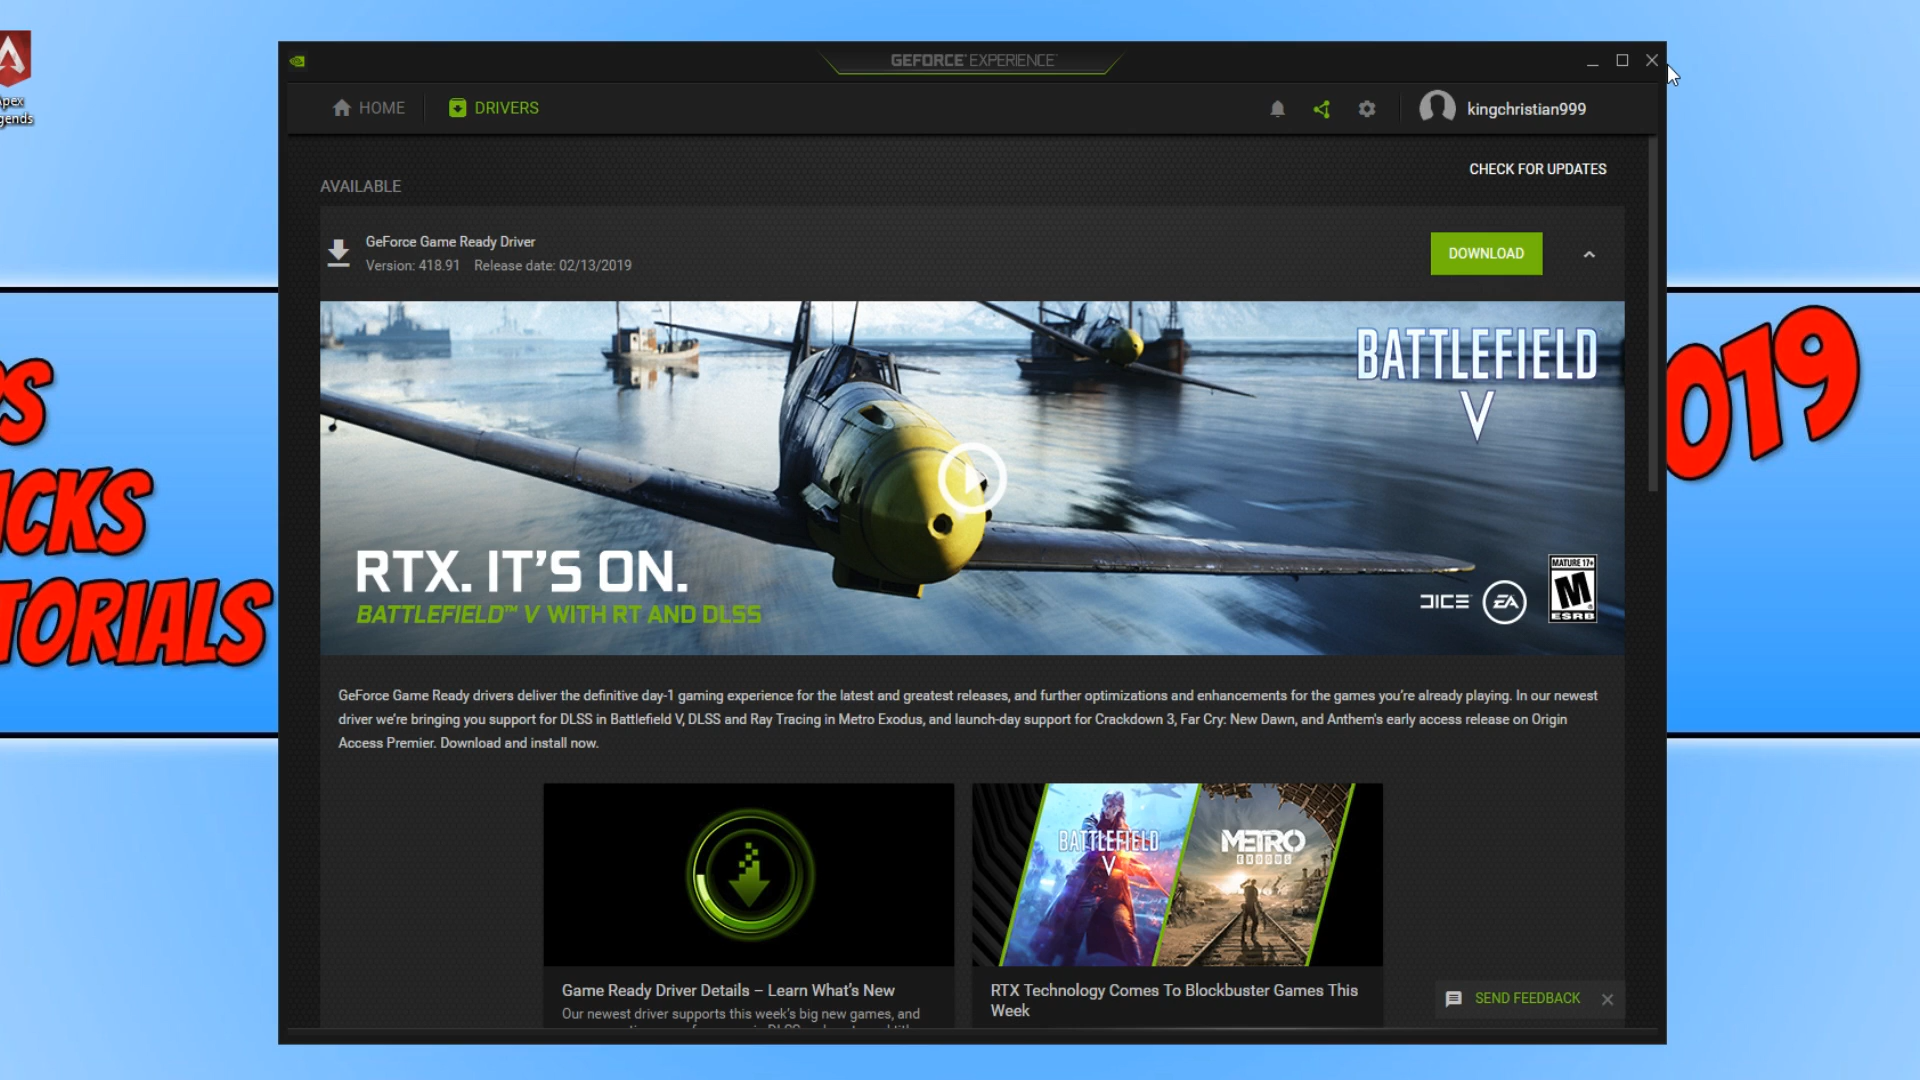 Apex
Legends
GEFORCE EXPERIENCE
HOME
DRIVERS
kingchristian999
CHECK FOR UPDATES
AVAILABLE
GeForce Game Ready Driver
Version: 418.91 Release date: 02/13/2019
DOWNLOAD
BATTLEFIELD
V
RTX. IT'S ON.
BATTLEFIELD™ V WITH RT AND DLSS
DICE
EA
MATURE 17+
M
ESRB
PS
ICKS
TORIALS
019
GeForce Game Ready drivers deliver the definitive day-1 gaming experience for the latest and greatest releases, and further optimizations and enhancements for the games you're already playing. In our newest
driver we're bringing you support for DLSS in Battlefield V, DLSS and Ray Tracing in Metro Exodus, and launch-day support for Crackdown 3, Far Cry: New Dawn, and Anthem's early access release on Origin
Access Premier. Download and install now.
BATTLEFIELD
V
METRO
EXODUS
Game Ready Driver Details – Learn What's New
Our newest driver supports this week's big new games, and
RTX Technology Comes To Blockbuster Games This
Week
SEND FEEDBACK